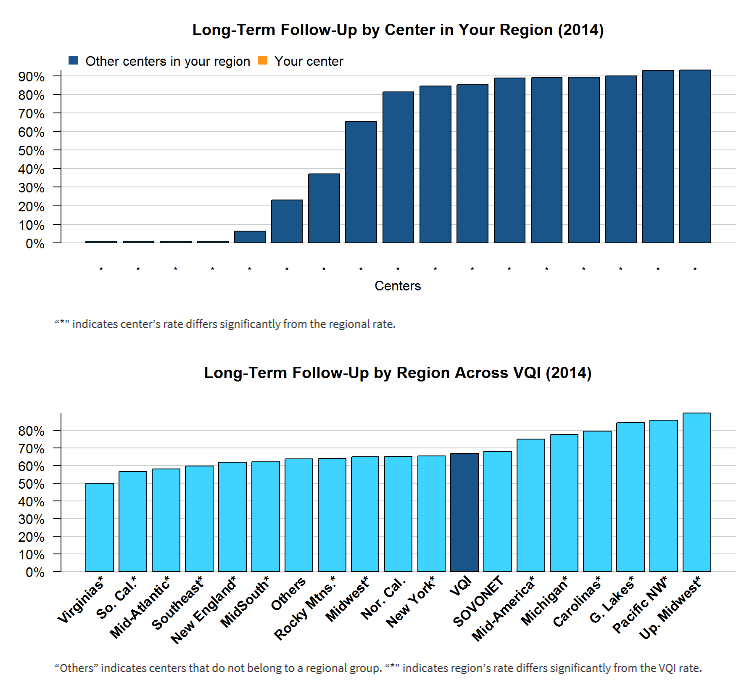 Long-Term Follow-Up by Center in Your Region (2014)
Other centers in your region Your center
90%
80%
70%
60%
50%
40%
30%
20%
10%
0%
* * * * * * * * * * * * * * * * *
Centers
“*" indicates center’s rate differs significantly from the regional rate.
Long-Term Follow-Up by Region Across VQI (2014)
80%
70%
60%
50%
40%
30%
20%
10%
0%
Virginias*
So. Cal.*
Mid-Atlantic*
Southeast*
New England*
MidSouth*
Others
Rocky Mtns.*
Midwest*
Nor. Cal.
New York*
VQI
SOVONET
Mid-America*
Michigan*
Carolinas*
G. Lakes*
Pacific NW*
Up. Midwest*
“Others” indicates centers that do not belong to a regional group. “*" indicates region’s rate differs significantly from the VQI rate.